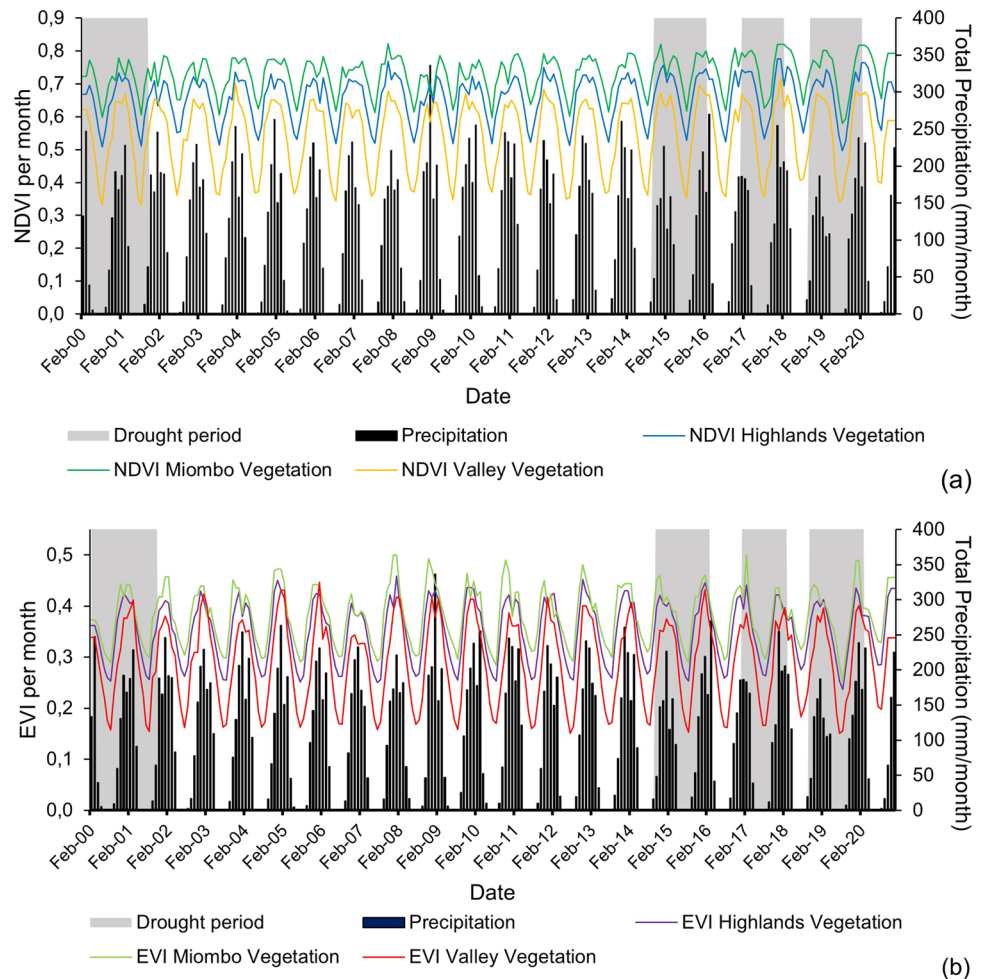 0,9
0,8
0,7
0,6
0,5
0,4
0,3
0,2
0,1
0,0
NDVI per month
400
350
300
250
200
150
100
50
0
Total Precipitation (mm/month)
Feb-00 Feb-01 Feb-02 Feb-03 Feb-04 Feb-05 Feb-06 Feb-07 Feb-08 Feb-09 Feb-10 Feb-11 Feb-12 Feb-13 Feb-14 Feb-15 Feb-16 Feb-17 Feb-18 Feb-19 Feb-20
Date
Drought period Precipitation NDVI Highlands Vegetation
NDVI Miombo Vegetation NDVI Valley Vegetation
(a)
0,5
0,4
0,3
0,2
0,1
0,0
EVI per month
400
350
300
250
200
150
100
50
0
Total Precipitation (mm/month)
Feb-00 Feb-01 Feb-02 Feb-03 Feb-04 Feb-05 Feb-06 Feb-07 Feb-08 Feb-09 Feb-10 Feb-11 Feb-12 Feb-13 Feb-14 Feb-15 Feb-16 Feb-17 Feb-18 Feb-19 Feb-20
Date
Drought period Precipitation EVI Highlands Vegetation
EVI Miombo Vegetation EVI Valley Vegetation
(b)